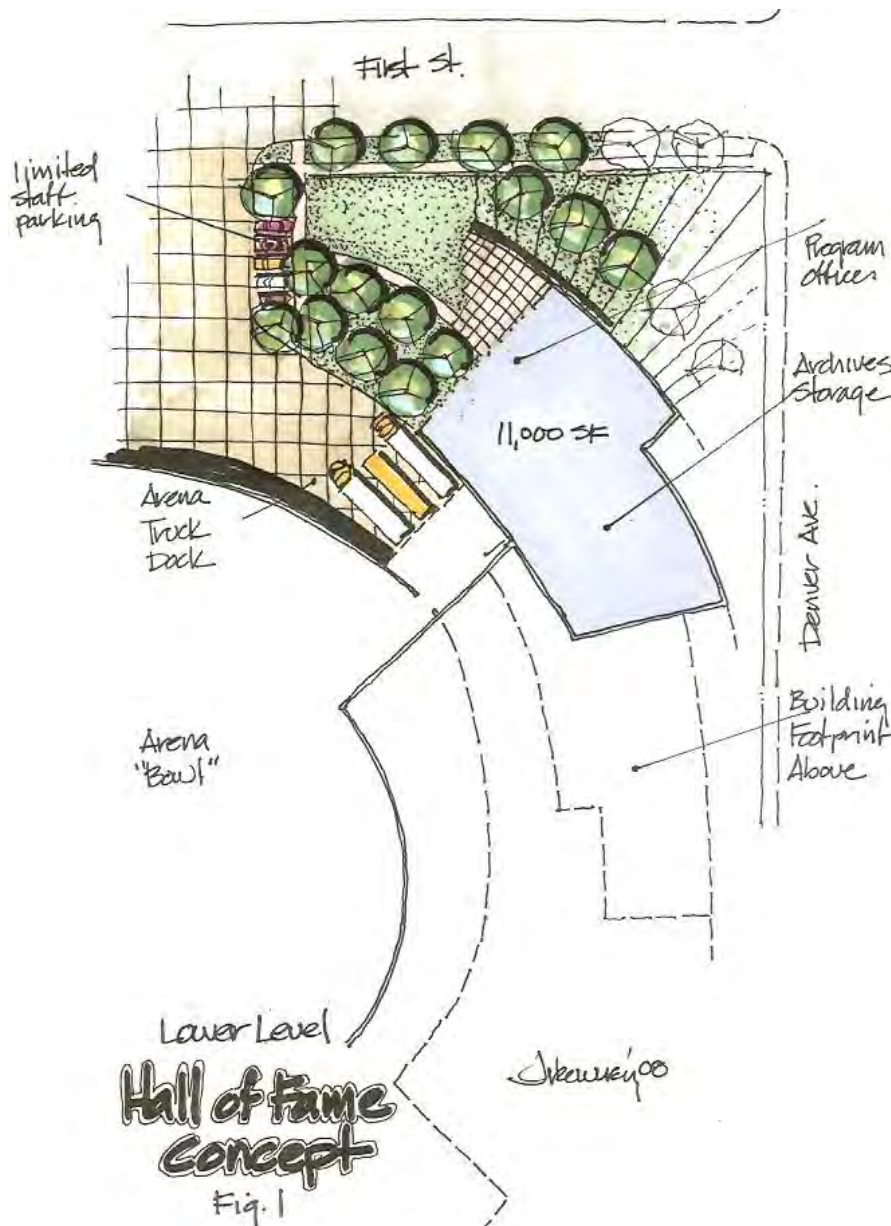 First St.
limited
staff
parking
Program
offices
Archives
Storage
11,000 SF
Arena
Truck
Dock
Denver Ave.
Building
Footprint
Above
Arena
"Bowl"
Lower Level
Hall of Fame
Concept
Fig. 1